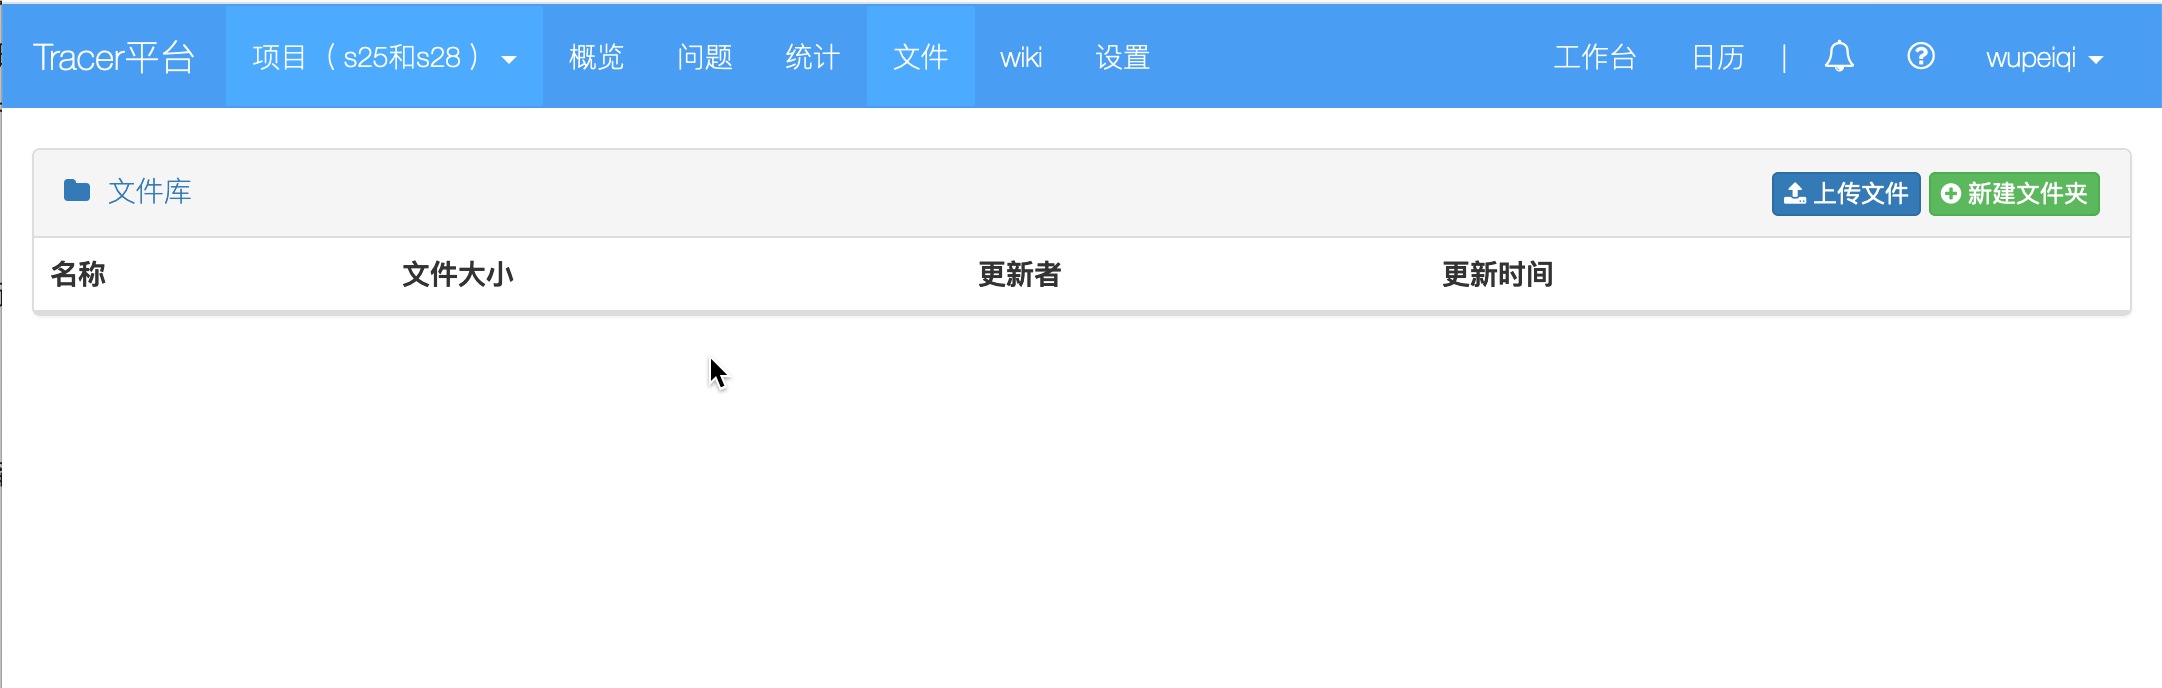 Tracer平台 项目（s25和s28） 概览 问题 统计 文件 wiki 设置 工作台 日历 | wupeiqi
文件库 上传文件 新建文件夹
名称 文件大小 更新者 更新时间